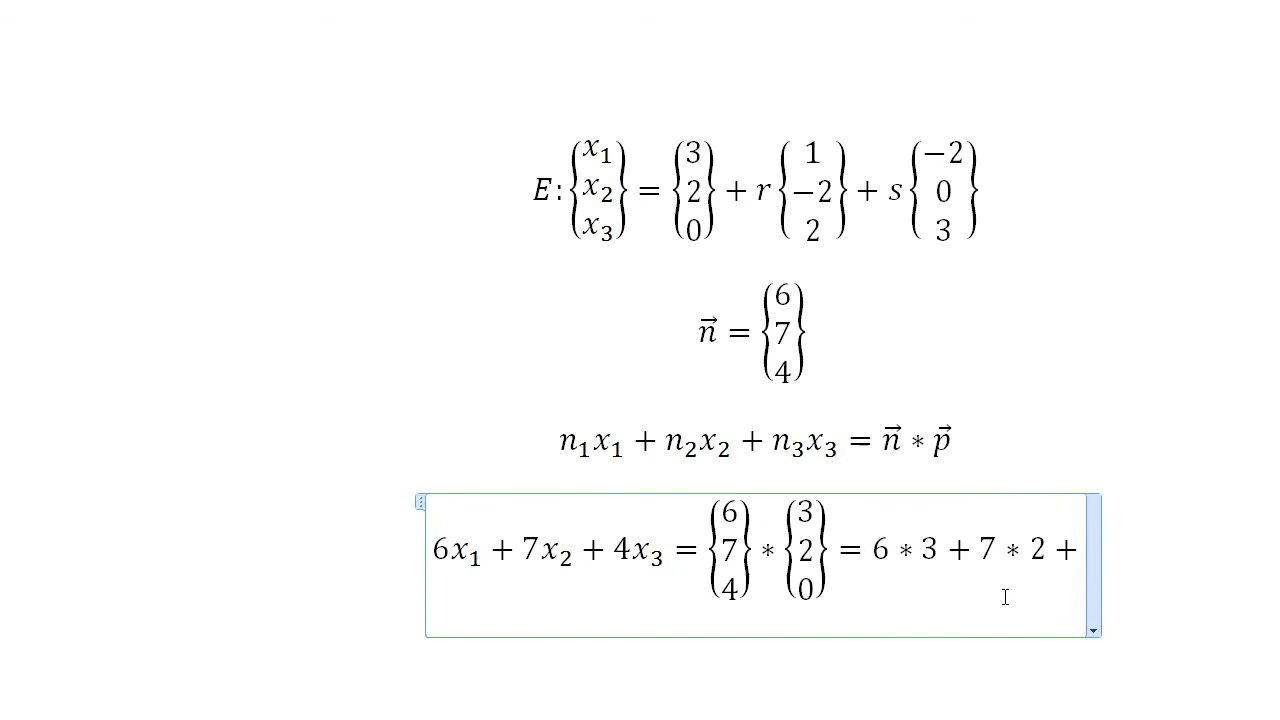 E: {x₁ x₂ x₃} = {3 2 0} + r {1 −2 2} + s {−2 0 3}
n⃗ = {6 7 4}
n₁x₁ + n₂x₂ + n₃x₃ = n⃗ ∗ p⃗
6x₁ + 7x₂ + 4x₃ = {6 7 4} ∗ {3 2 0} = 6 ∗ 3 + 7 ∗ 2 +